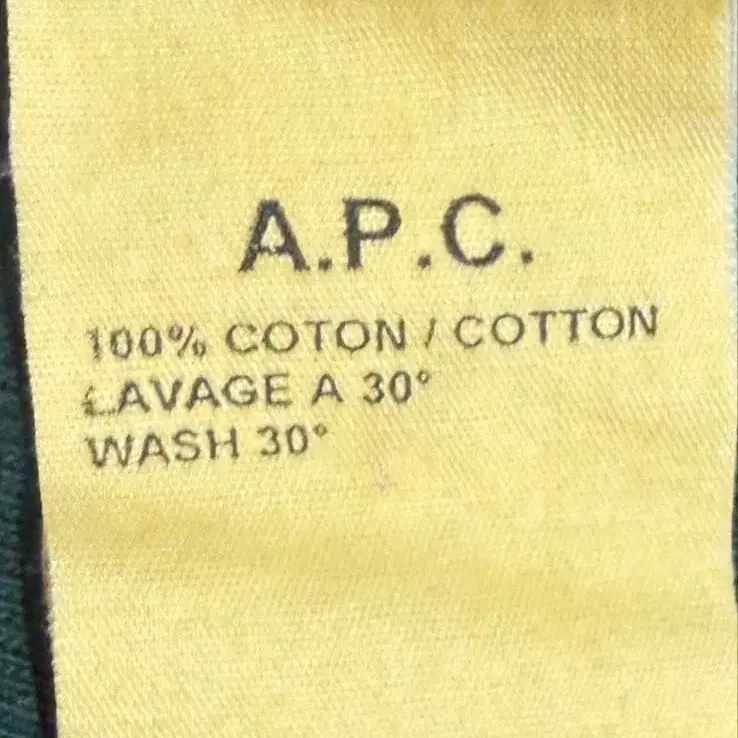 A.P.C.
100% COTON / COTTON
LAVAGE A 30°
WASH 30°